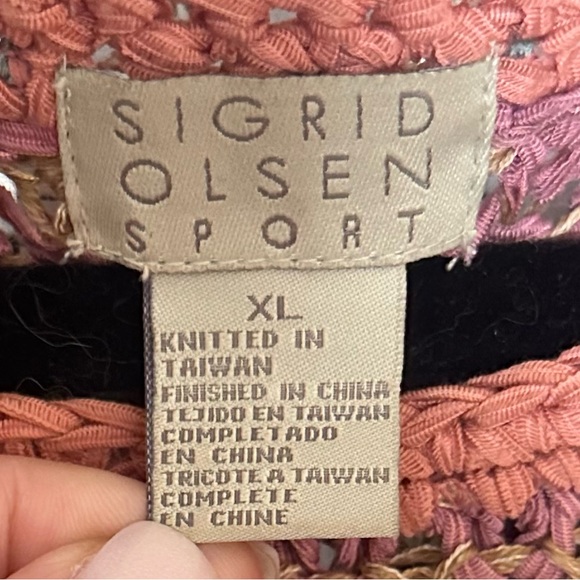 SIGRID
OLSEN
SPORT
XL
KNITTED IN
TAIWAN
FINISHED IN CHINA
TEJIDO EN TAIWAN
COMPLETADO
EN CHINA
TRICOTE A TAIWAN
COMPLETE
EN CHINE